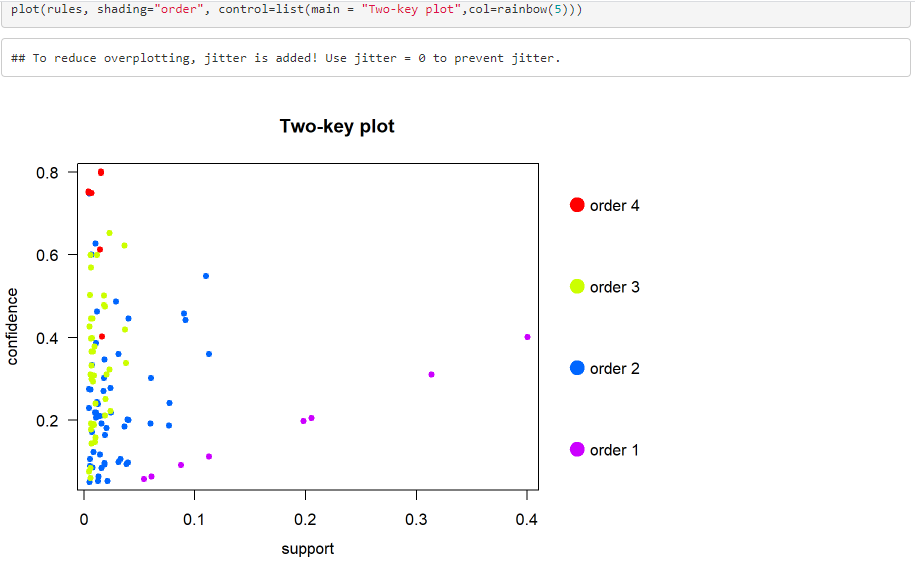 plot(rules, shading="order", control=list(main = "Two-key plot",col=rainbow(5)))
## To reduce overplotting, jitter is added! Use jitter = 0 to prevent jitter.
Two-key plot
0.8
0.6
0.4
0.2
confidence
0 0.1 0.2 0.3 0.4
support
order 4
order 3
order 2
order 1